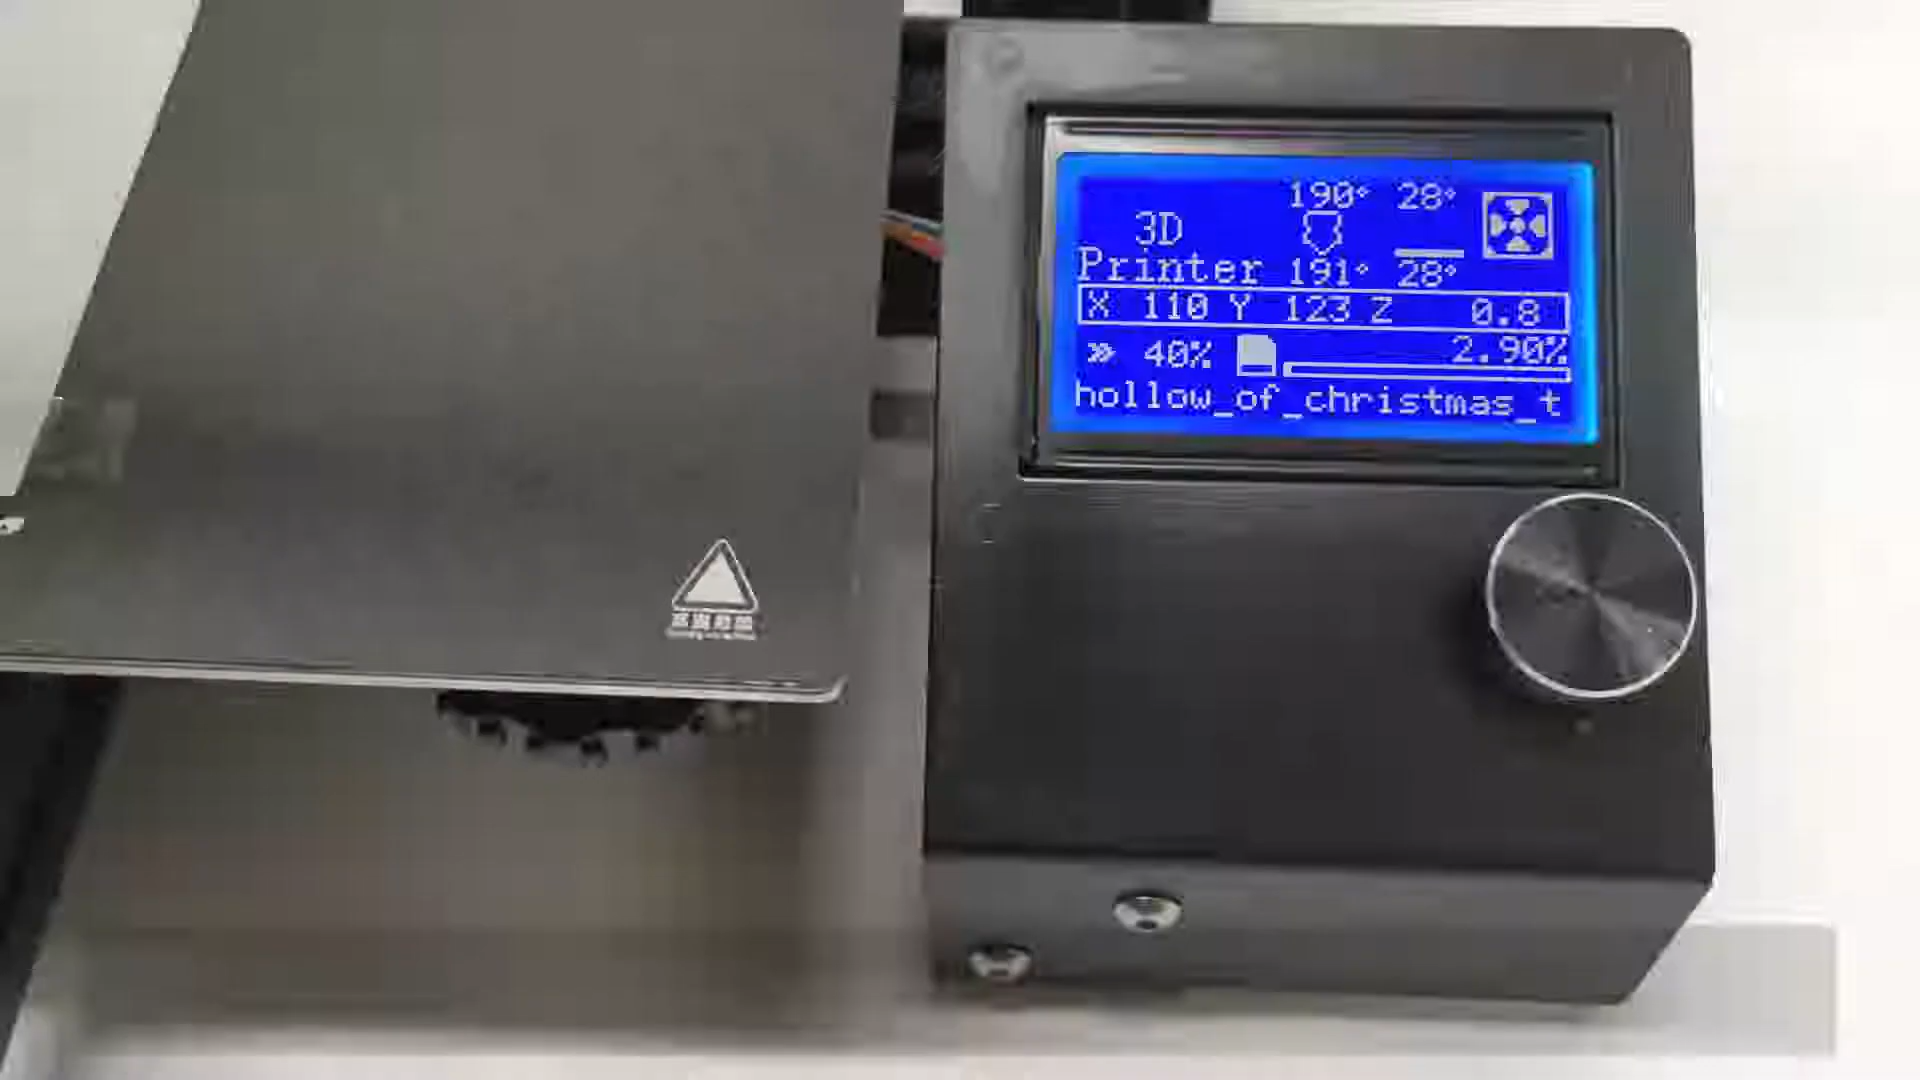 190° 28°
3D
Printer 191° 28°
X 110 Y 123 Z 0.8
» 40% 2.90%
hollow_of_christmas_t